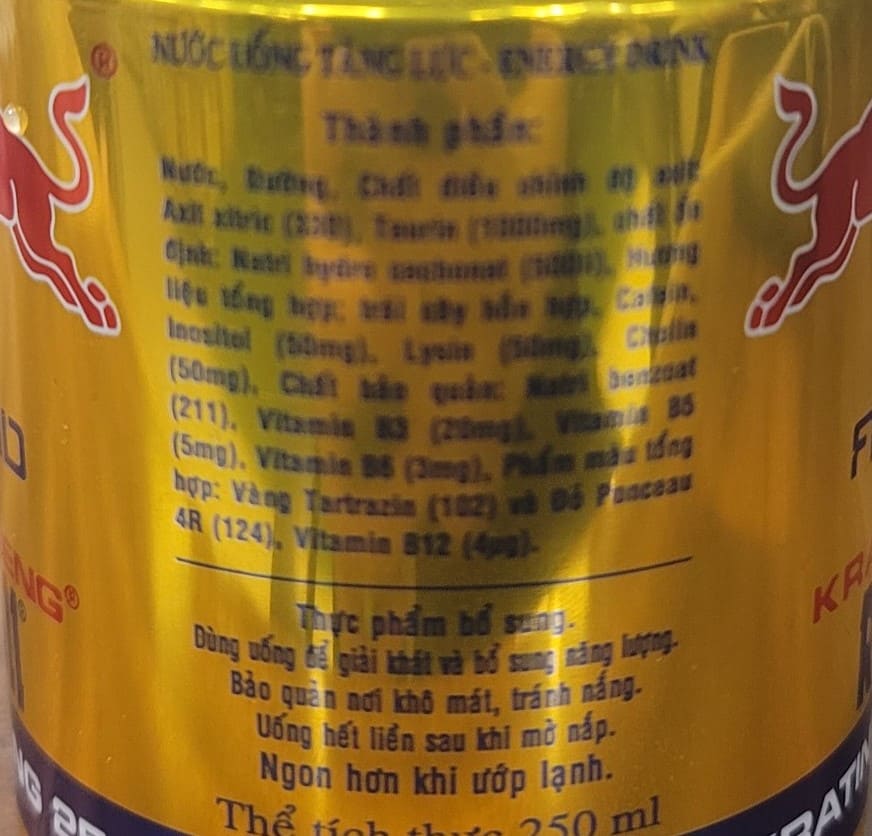 NƯỚC UỐNG TĂNG LỰC - ENERGY DRINK
®
Thành phần:
Nước, Đường, Chất điều chỉnh độ axit:
Axit xitric (330), Taurin (1000mg), chất ổn
định: Natri hydro cacbonat (500ii), Hương
liệu tổng hợp: trái cây hỗn hợp, Cafein,
Inositol (50mg), Lysin (50mg), Cholin
(50mg), Chất bảo quản: Natri benzoat
(211), Vitamin B3 (20mg), Vitamin B5
(5mg), Vitamin B6 (3mg), Phẩm màu tổng
hợp: Vàng Tartrazin (102) và Đỏ Ponceau
4R (124), Vitamin B12 (4µg).
Thực phẩm bổ sung.
Dùng uống để giải khát và bổ sung năng lượng.
Bảo quản nơi khô mát, tránh nắng.
Uống hết liền sau khi mở nắp.
Ngon hơn khi ướp lạnh.
Thể tích thực 250 ml
ENG®
KRA